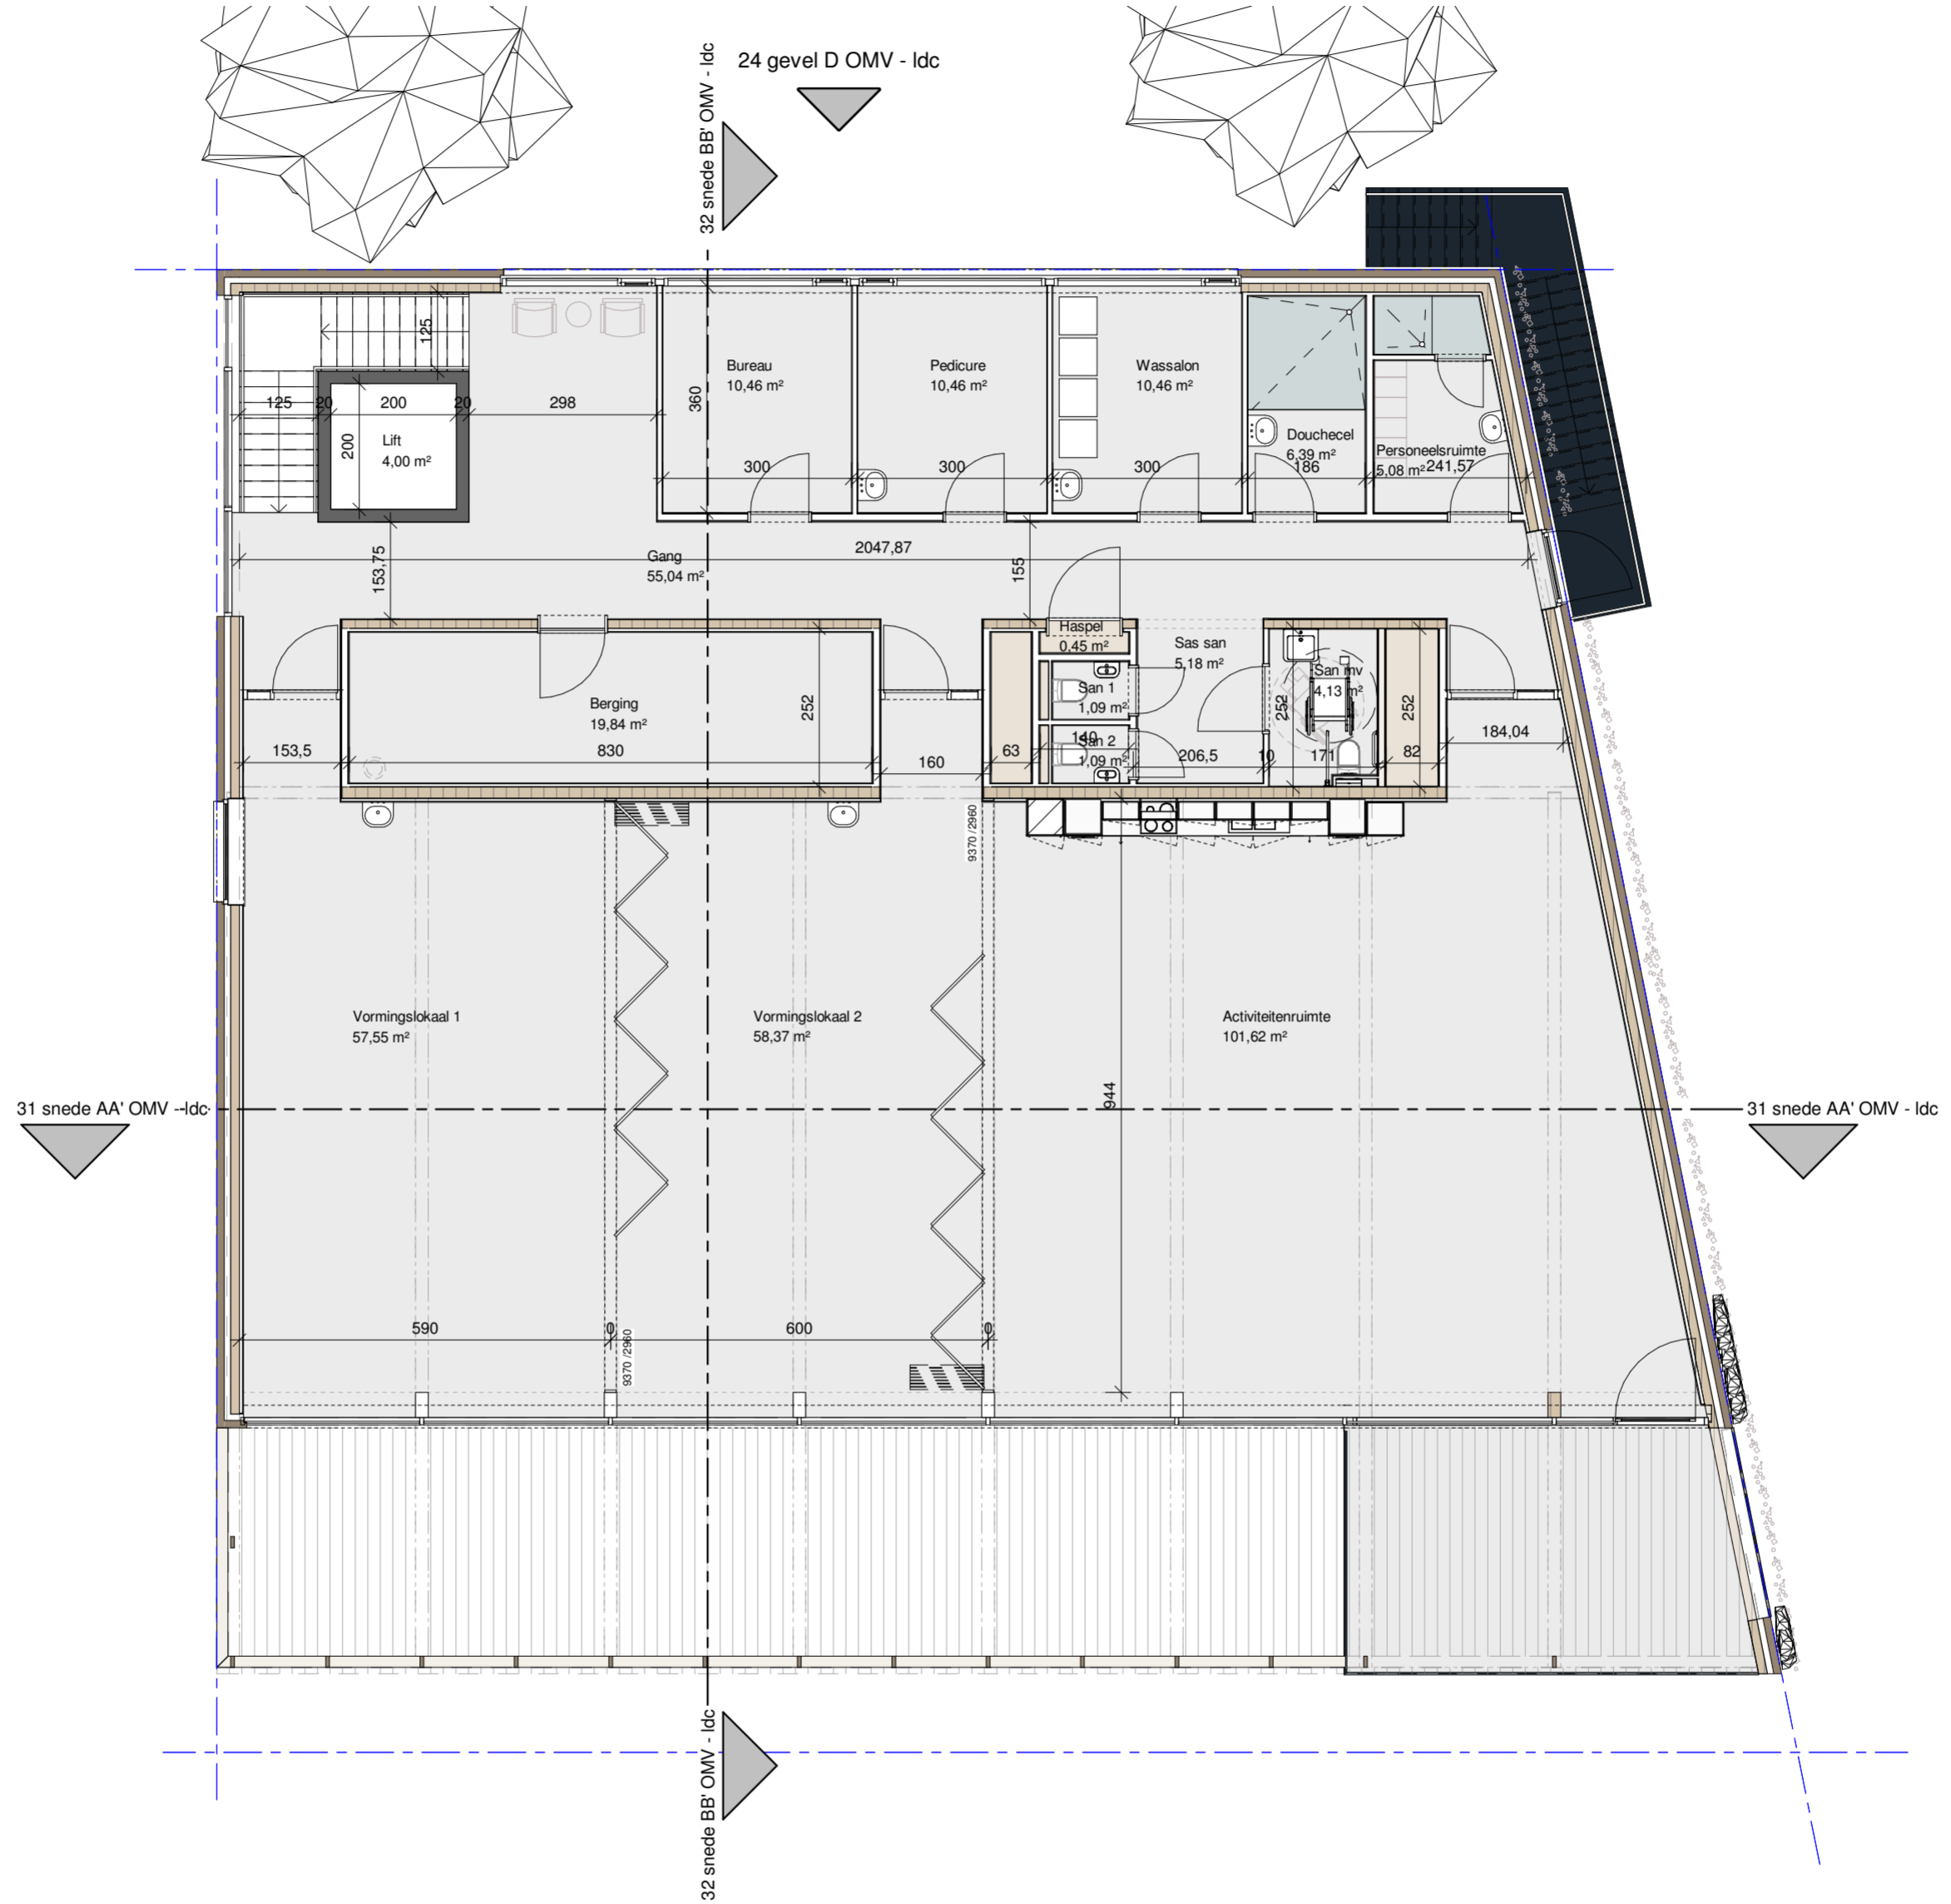 24 gevel D OMV - ldc
32 snede BB' OMV - ldc
125
125
20
200
20
298
200
Lift
4,00 m²
360
Bureau
10,46 m²
300
Pedicure
10,46 m²
300
Wassalon
10,46 m²
300
Douchecel
6,39 m²
186
Personeelsruimte
5,08 m²
241,57
153,75
Gang
55,04 m²
2047,87
155
Haspel
0,45 m²
Sas san
5,18 m²
San mv
4,13 m²
San 1
1,09 m²
San 2
1,09 m²
140
Berging
19,84 m²
252
252
252
153,5
830
160
63
206,5
10
171
82
184,04
9370 /2960
Vormingslokaal 1
57,55 m²
Vormingslokaal 2
58,37 m²
Activiteitenruimte
101,62 m²
944
31 snede AA' OMV - ldc
31 snede AA' OMV - ldc
590
0
600
0
9370 /2960
32 snede BB' OMV - ldc